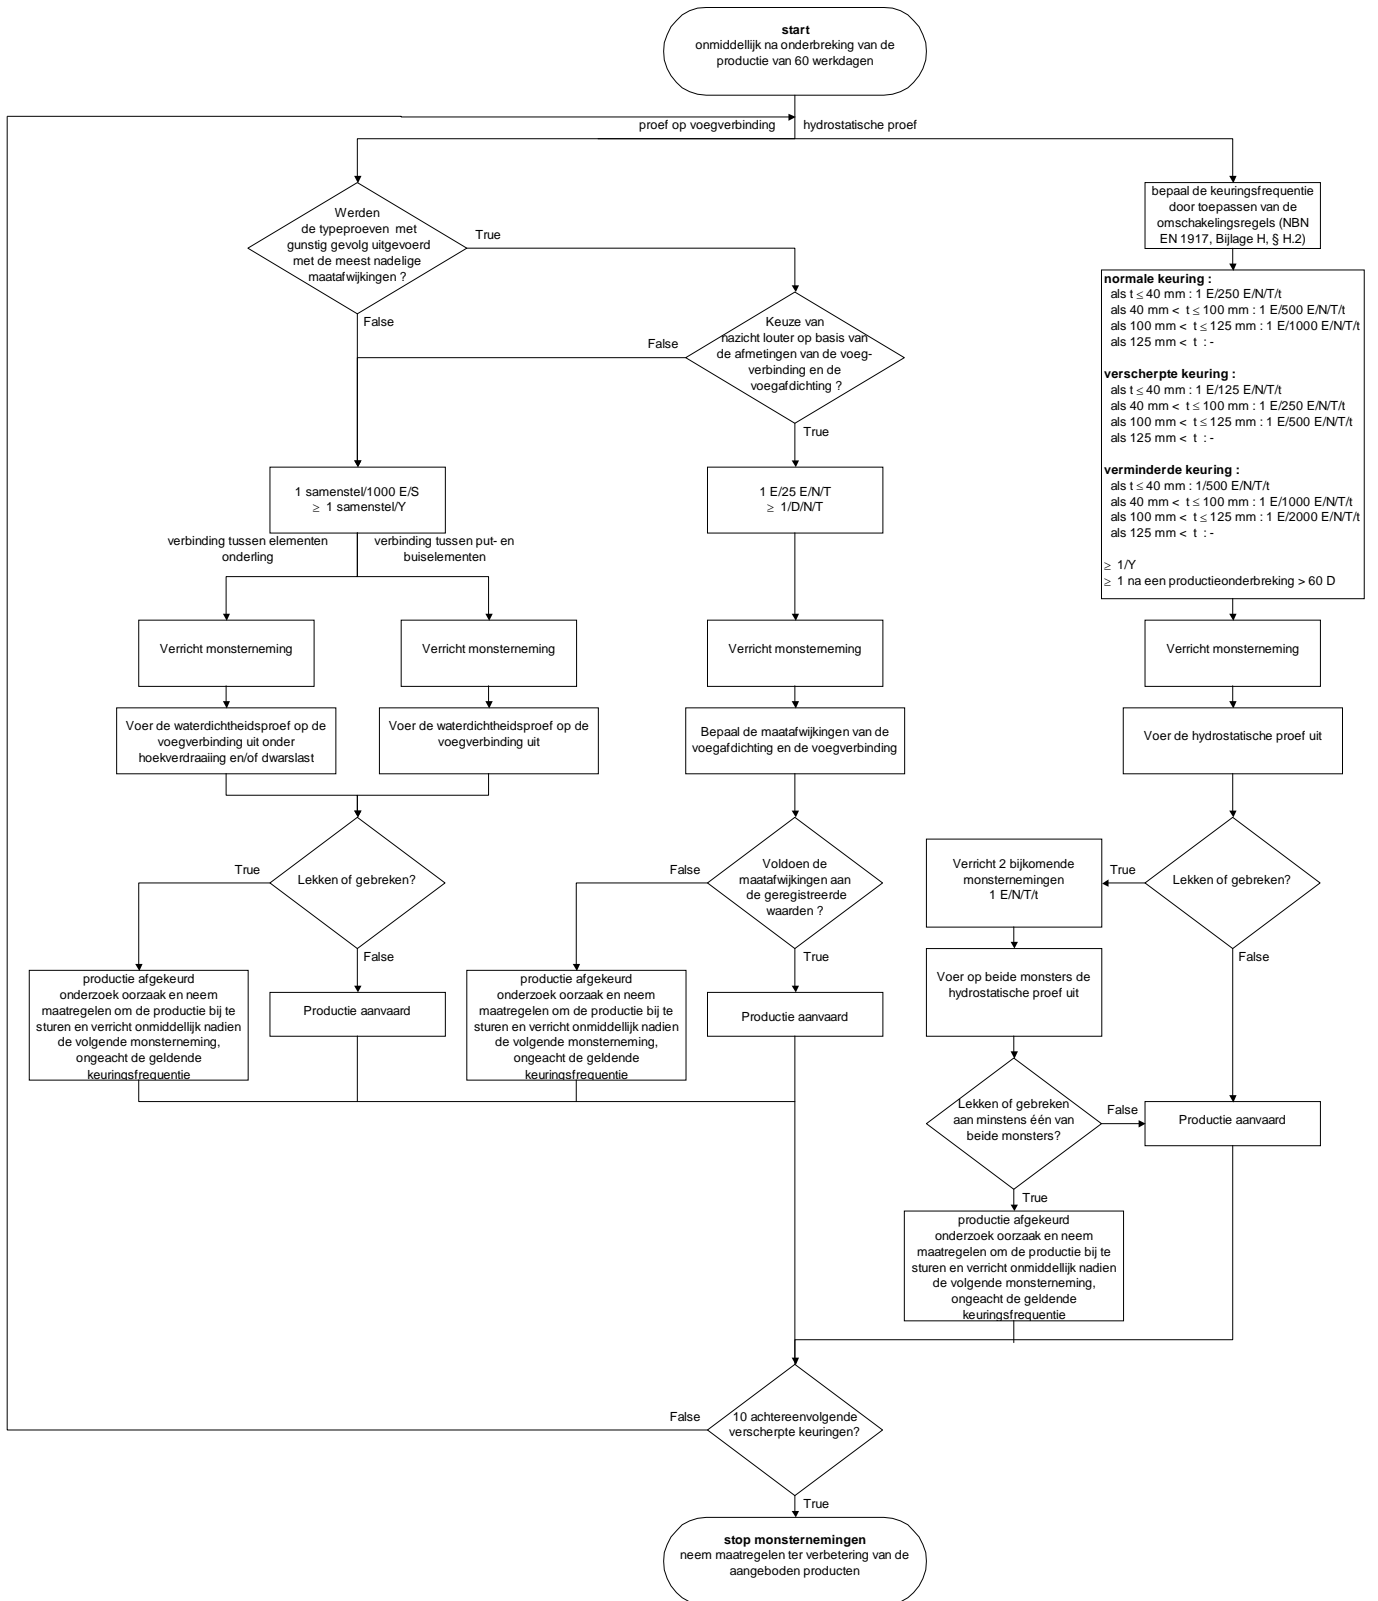 start
onmiddellijk na onderbreking van de
productie van 60 werkdagen
proef op voegverbinding
hydrostatische proef
Werden
de typeproeven met
gunstig gevolg uitgevoerd
met de meest nadelige
maatafwijkingen ?
True
False
Keuze van
nazicht louter op basis van
de afmetingen van de voeg-
verbinding en de
voegafdichting ?
False
True
bepaal de keuringsfrequentie
door toepassen van de
omschakelingsregels (NBN
EN 1917, Bijlage H, § H.2)
normale keuring :
als t ≤ 40 mm : 1 E/250 E/N/T/t
als 40 mm < t ≤ 100 mm : 1 E/500 E/N/T/t
als 100 mm < t ≤ 125 mm : 1 E/1000 E/N/T/t
als 125 mm < t : -
verscherpte keuring :
als t ≤ 40 mm : 1 E/125 E/N/T/t
als 40 mm < t ≤ 100 mm : 1 E/250 E/N/T/t
als 100 mm < t ≤ 125 mm : 1 E/500 E/N/T/t
als 125 mm < t : -
verminderde keuring :
als t ≤ 40 mm : 1/500 E/N/T/t
als 40 mm < t ≤ 100 mm : 1 E/1000 E/N/T/t
als 100 mm < t ≤ 125 mm : 1 E/2000 E/N/T/t
als 125 mm < t : -
≥ 1/Y
≥ 1 na een productieonderbreking > 60 D
1 samenstel/1000 E/S
≥ 1 samenstel/Y
1 E/25 E/N/T
≥ 1/D/N/T
verbinding tussen elementen
onderling
verbinding tussen put- en
buiselementen
Verricht monsterneming
Verricht monsterneming
Verricht monsterneming
Verricht monsterneming
Voer de waterdichtheidsproef op de
voegverbinding uit onder
hoekverdraaiing en/of dwarslast
Voer de waterdichtheidsproef op de
voegverbinding uit
Bepaal de maatafwijkingen van de
voegafdichting en de voegverbinding
Voer de hydrostatische proef uit
Lekken of gebreken?
True
False
Voldoen de
maatafwijkingen aan
de geregistreerde
waarden ?
False
True
Verricht 2 bijkomende
monsternemingen
1 E/N/T/t
True
Lekken of gebreken?
False
productie afgekeurd
onderzoek oorzaak en neem
maatregelen om de productie bij te
sturen en verricht onmiddellijk nadien
de volgende monsterneming,
ongeacht de geldende
keuringsfrequentie
Productie aanvaard
productie afgekeurd
onderzoek oorzaak en neem
maatregelen om de productie bij te
sturen en verricht onmiddellijk nadien
de volgende monsterneming,
ongeacht de geldende
keuringsfrequentie
Productie aanvaard
Voer op beide monsters de
hydrostatische proef uit
Lekken of gebreken
aan minstens één van
beide monsters?
False
True
Productie aanvaard
productie afgekeurd
onderzoek oorzaak en neem
maatregelen om de productie bij te
sturen en verricht onmiddellijk nadien
de volgende monsterneming,
ongeacht de geldende
keuringsfrequentie
False
10 achtereenvolgende
verscherpte keuringen?
True
stop monsternemingen
neem maatregelen ter verbetering van de
aangeboden producten